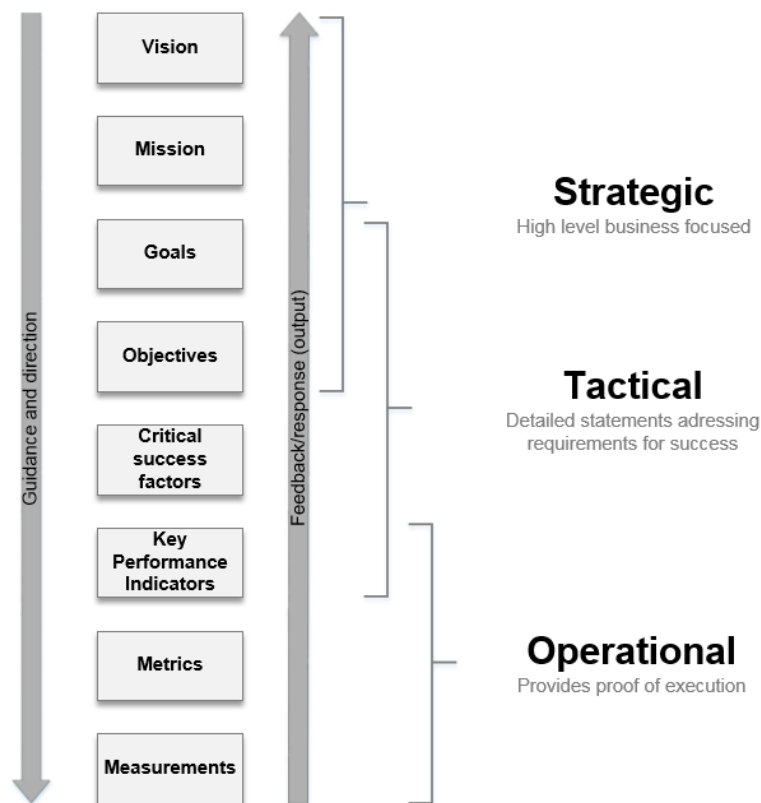 Vision
Mission
Goals
Objectives
Critical
success
factors
Key
Performance
Indicators
Metrics
Measurements
Guidance and direction
Feedback/response (output)
Strategic
High level business focused
Tactical
Detailed statements adressing
requirements for success
Operational
Provides proof of execution